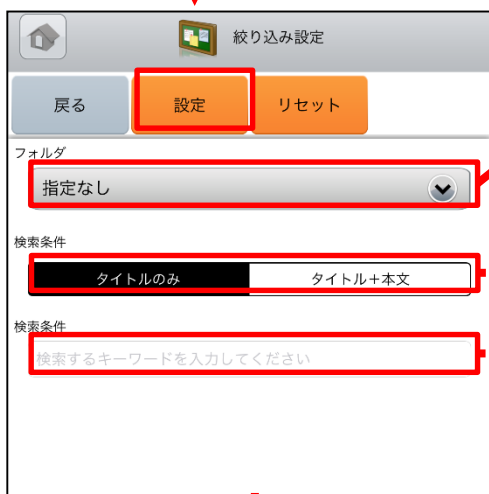 絞り込み設定
戻る 設定 リセット
フォルダ
指定なし
検索条件
タイトルのみ タイトル+本文
検索条件
検索するキーワードを入力してください